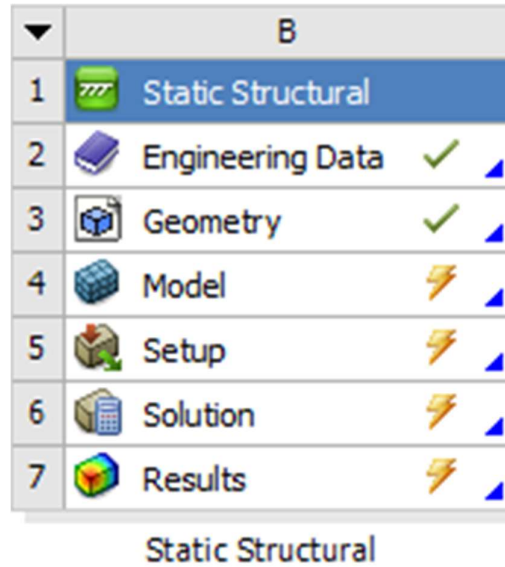 B
1 Static Structural
2 Engineering Data
3 Geometry
4 Model
5 Setup
6 Solution
7 Results
Static Structural